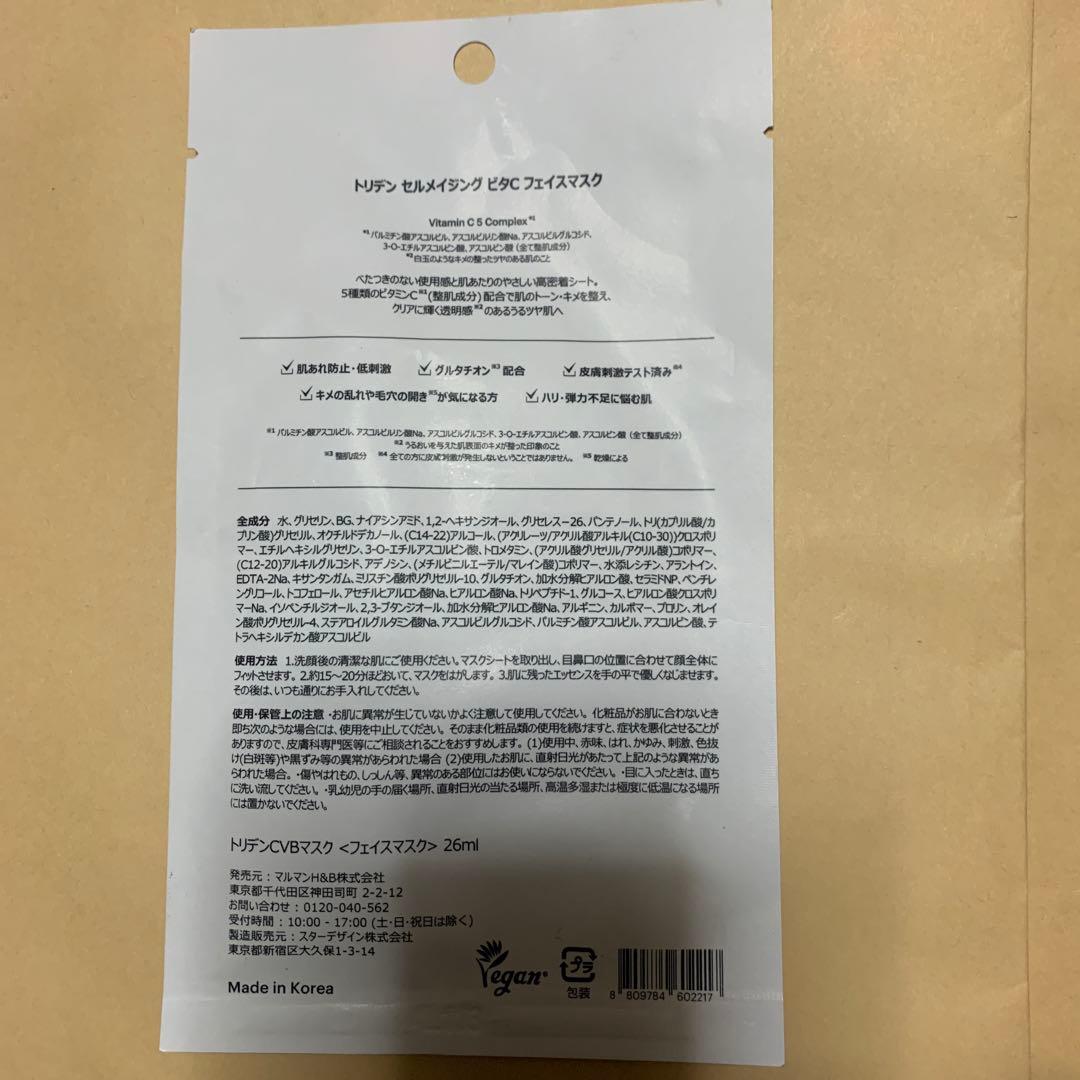 トリデン セルメイジング ビタC フェイスマスク
Vitamin C 5 Complex※1
※1 パルミチン酸アスコルビル、アスコルビルリン酸Na、アスコルビルグルコシド、
3-O-エチルアスコルビン酸、アスコルビン酸（全て整肌成分）
※2 白玉のようなキメの整ったツヤのある肌のこと
べたつきのない使用感と肌あたりのやさしい高密着シート。
5種類のビタミンC※1(整肌成分) 配合で肌のトーン・キメを整え、
クリアに輝く透明感※2のあるうるツヤ肌へ
肌あれ防止・低刺激 グルタチオン※3 配合 皮膚刺激テスト済み※4
キメの乱れや毛穴の開き※5が気になる方 ハリ・弾力不足に悩む肌
※1 パルミチン酸アスコルビル、アスコルビルリン酸Na、アスコルビルグルコシド、3-O-エチルアスコルビン酸、アスコルビン酸（全て整肌成分）
※2 うるおいを与えた肌表面のキメが整った印象のこと
※3 整肌成分 ※4 全ての方に皮膚刺激が発生しないということではありません。 ※5 乾燥による
全成分 水、グリセリン、BG、ナイアシンアミド、1,2-ヘキサンジオール、グリセレス-26、パンテノール、トリ(カプリル酸/カ
プリン酸)グリセリル、オクチルドデカノール、(C14-22)アルコール、(アクリレーツ/アクリル酸アルキル(C10-30))クロスポリ
マー、エチルヘキシルグリセリン、3-O-エチルアスコルビン酸、トロメタミン、(アクリル酸グリセリル/アクリル酸)コポリマー、
(C12-20)アルキルグルコシド、アデノシン、(メチルビニルエーテル/マレイン酸)コポリマー、水添レシチン、アラントイン、
EDTA-2Na、キサンタンガム、ミリスチン酸ポリグリセリル-10、グルタチオン、加水分解ヒアルロン酸、セラミドNP、ペンチレ
ングリコール、トコフェロール、アセチルヒアルロン酸Na、ヒアルロン酸Na、トリペプチド-1、グルコース、ヒアルロン酸クロスポリ
マーNa、イソペンチルジオール、2,3-ブタンジオール、加水分解ヒアルロン酸Na、アルギニン、カルボマー、プロリン、オレイ
ン酸ポリグリセリル-4、ステアロイルグルタミン酸Na、アスコルビルグルコシド、パルミチン酸アスコルビル、アスコルビン酸、テ
トラヘキシルデカン酸アスコルビル
使用方法 1.洗顔後の清潔な肌にご使用ください。マスクシートを取り出し、目鼻口の位置に合わせて顔全体に
フィットさせます。2.約15～20分ほどおいて、マスクをはがします。3.肌に残ったエッセンスを手の平で優しくなじませます。
その後は、いつも通りにお手入れしてください。
使用・保管上の注意 ・お肌に異常が生じていないかよく注意して使用してください。化粧品がお肌に合わないとき
即ち次のような場合には、使用を中止してください。そのまま化粧品類の使用を続けますと、症状を悪化させることが
ありますので、皮膚科専門医等にご相談されることをおすすめします。(1)使用中、赤味、はれ、かゆみ、刺激、色抜
け(白斑等)や黒ずみ等の異常があらわれた場合 (2)使用したお肌に、直射日光があたって上記のような異常があ
らわれた場合。・傷やはれもの、しっしん等、異常のある部位にはお使いにならないでください。・目に入ったときは、直ち
に洗い流してください。・乳幼児の手の届く場所、直射日光の当たる場所、高温多湿または極度に低温になる場所
には置かないでください。
トリデンCVBマスク <フェイスマスク> 26ml
発売元：マルマンH&B株式会社
東京都千代田区神田司町 2-2-12
お問い合わせ：0120-040-562
受付時間：10:00 - 17:00 (土・日・祝日は除く)
製造販売元：スターデザイン株式会社
東京都新宿区大久保1-3-14
Made in Korea
Vegan
プラ
包装
8 809784 602217